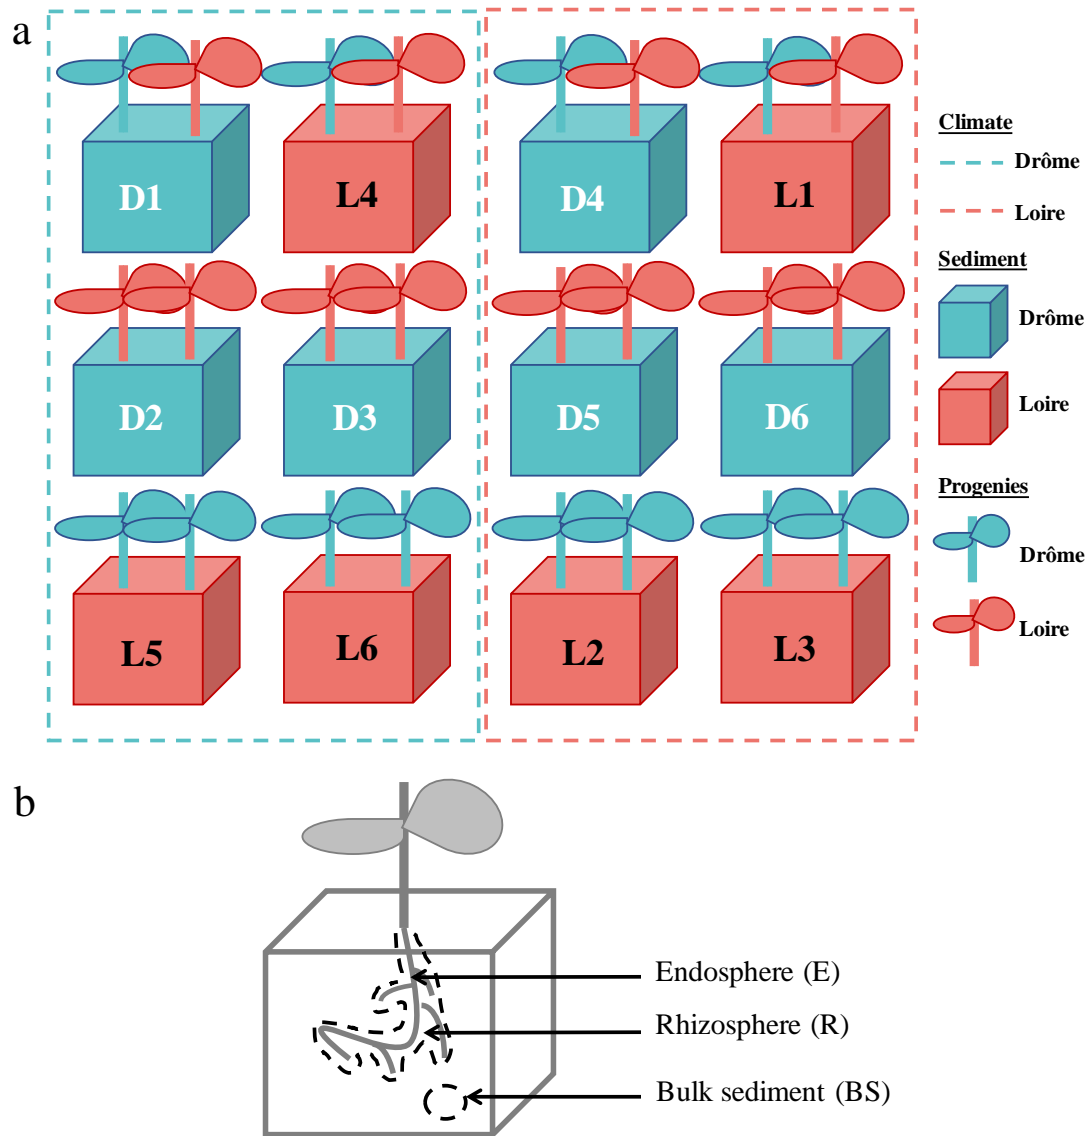 a
D1
L4
D4
L1
D2
D3
D5
D6
L5
L6
L2
L3
Climate
Drôme
Loire
Sediment
Drôme
Loire
Progenies
Drôme
Loire
b
Endosphere (E)
Rhizosphere (R)
Bulk sediment (BS)